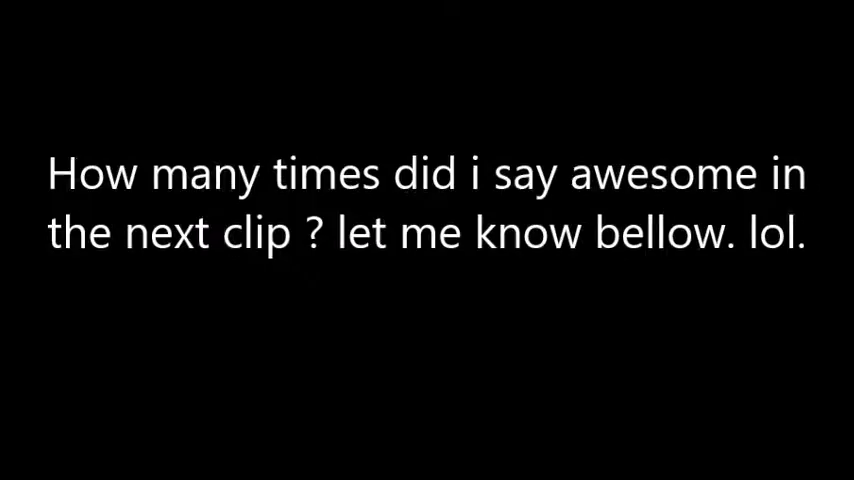 How many times did i say awesome in
the next clip ? let me know bellow. lol.